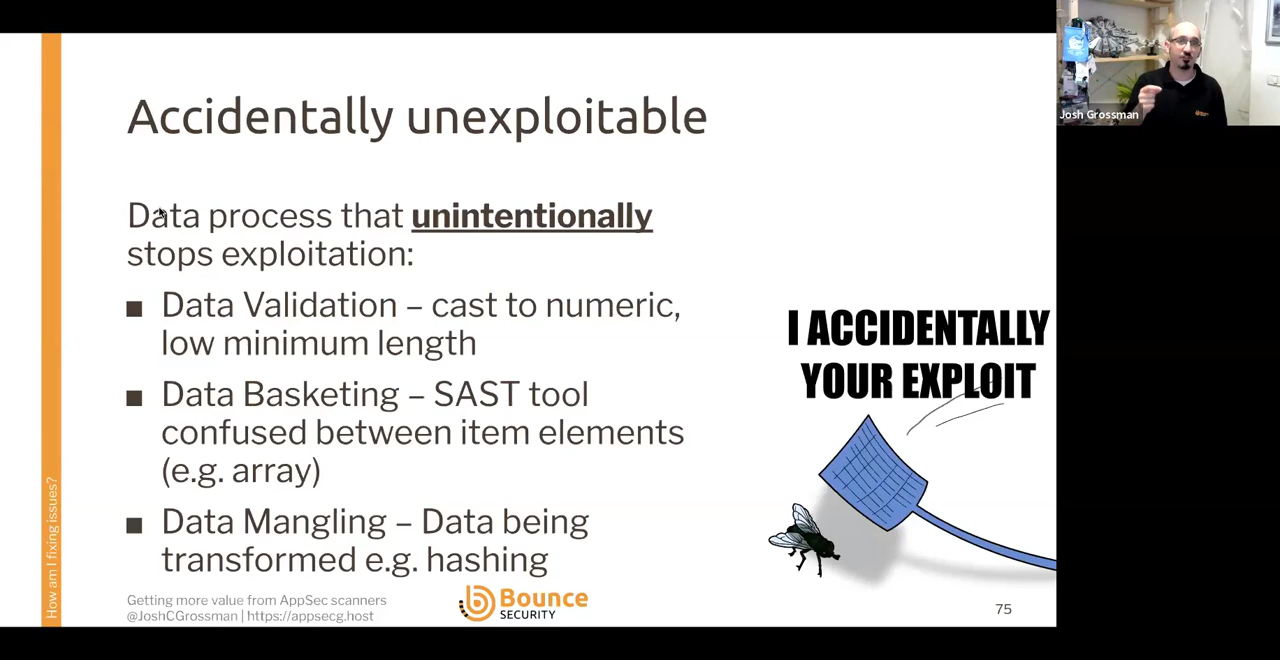 Accidentally unexploitable
Data process that unintentionally
stops exploitation:
■ Data Validation – cast to numeric,
low minimum length
■ Data Basketing – SAST tool
confused between item elements
(e.g. array)
■ Data Mangling – Data being
transformed e.g. hashing
I ACCIDENTALLY
YOUR EXPLOIT
How am I fixing issues?
Getting more value from AppSec scanners
@JoshCGrossman | https://appsecg.host
Bounce
SECURITY
75
Josh Grossman